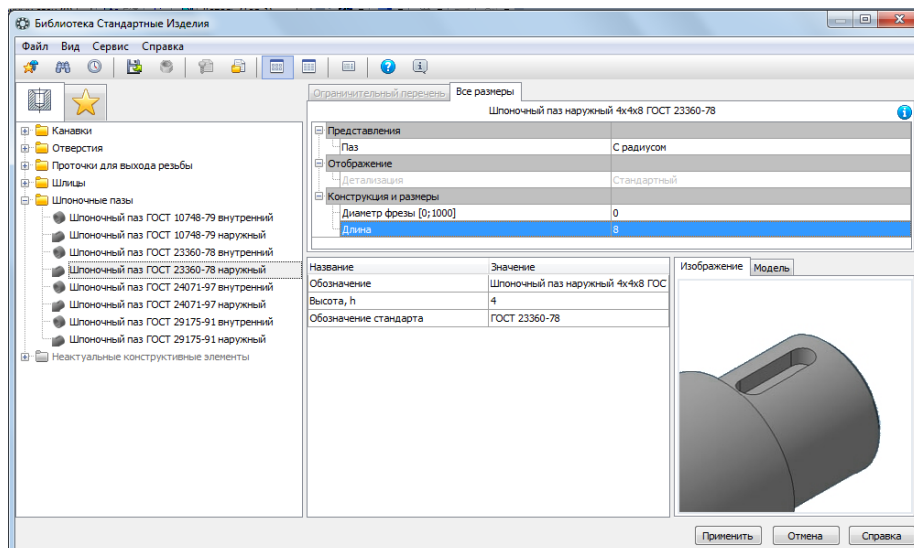 Библиотека Стандартные Изделия
Файл Вид Сервис Справка
Ограничительный перечень Все размеры
Шпоночный паз наружный 4x4x8 ГОСТ 23360-78
Представления
Паз С радиусом
Отображение
Детализация Стандартный
Конструкция и размеры
Диаметр фрезы [0;1000] 0
Длина 8
Канавки
Отверстия
Проточки для выхода резьбы
Шлицы
Шпоночные пазы
Шпоночный паз ГОСТ 10748-79 внутренний
Шпоночный паз ГОСТ 10748-79 наружный
Шпоночный паз ГОСТ 23360-78 внутренний
Шпоночный паз ГОСТ 23360-78 наружный
Шпоночный паз ГОСТ 24071-97 внутренний
Шпоночный паз ГОСТ 24071-97 наружный
Шпоночный паз ГОСТ 29175-91 внутренний
Шпоночный паз ГОСТ 29175-91 наружный
Неактуальные конструктивные элементы
Название Значение
Обозначение Шпоночный паз наружный 4x4x8 ГОС
Высота, h 4
Обозначение стандарта ГОСТ 23360-78
Изображение Модель
Применить Отмена Справка